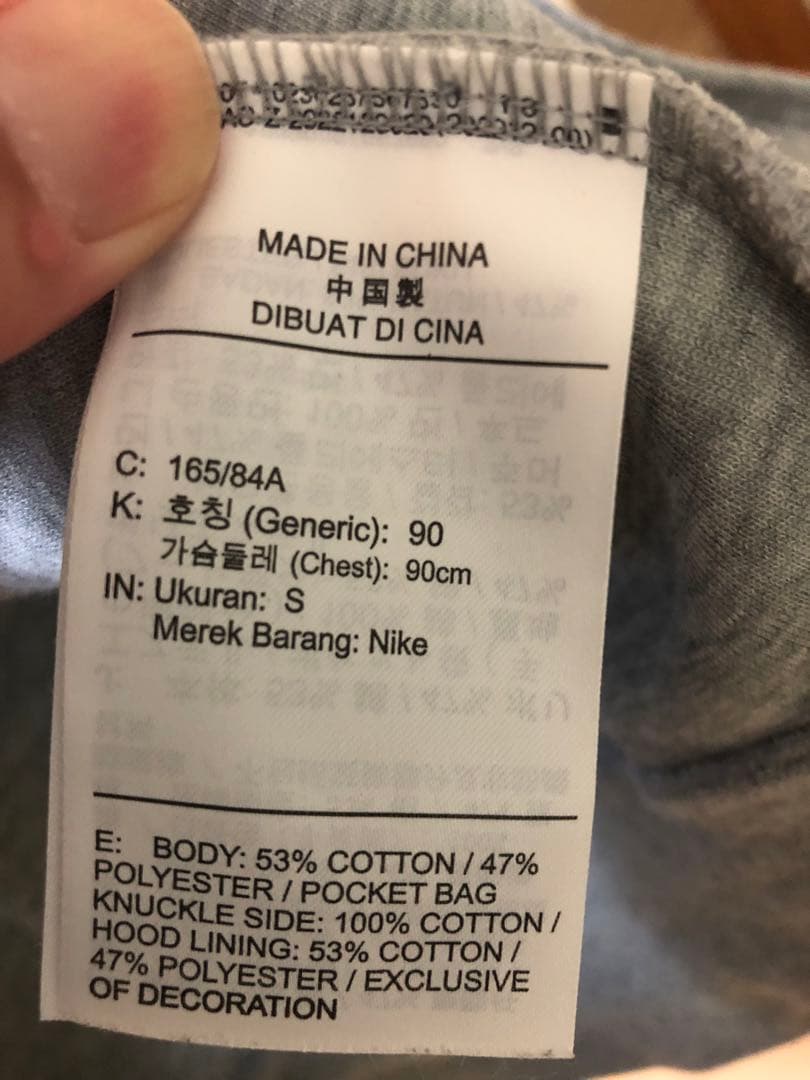 MADE IN CHINA
中国製
DIBUAT DI CINA
C: 165/84A
K: 호칭 (Generic): 90
가슴둘레 (Chest): 90cm
IN: Ukuran: S
Merek Barang: Nike
E: BODY: 53% COTTON / 47%
POLYESTER / POCKET BAG
KNUCKLE SIDE: 100% COTTON /
HOOD LINING: 53% COTTON /
47% POLYESTER / EXCLUSIVE
OF DECORATION